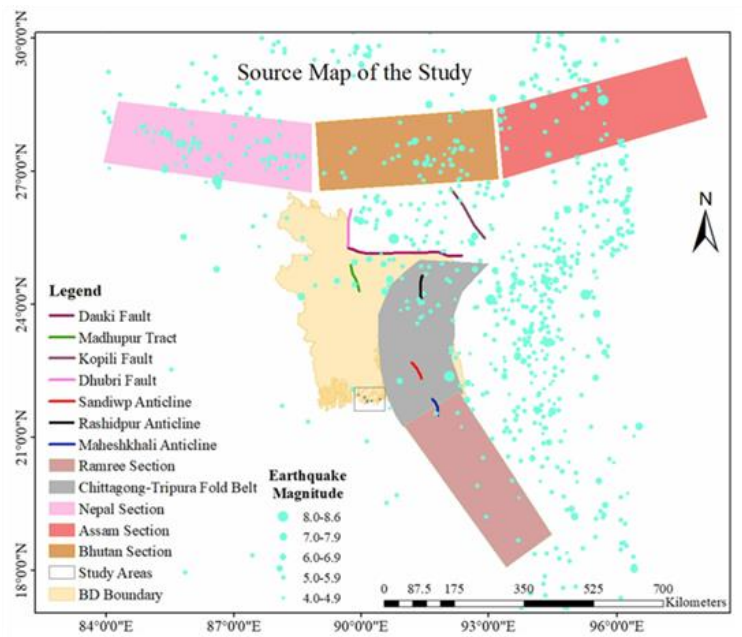 Source Map of the Study
30°0'0"N
27°0'0"N
24°0'0"N
21°0'0"N
18°0'0"N
N
Legend
Dauki Fault
Madhupur Tract
Kopili Fault
Dhubri Fault
Sandiwp Anticline
Rashidpur Anticline
Maheshkhali Anticline
Ramree Section
Chittagong-Tripura Fold Belt
Nepal Section
Assam Section
Bhutan Section
Study Areas
BD Boundary
Earthquake
Magnitude
8.0-8.6
7.0-7.9
6.0-6.9
5.0-5.9
4.0-4.9
0 87.5 175 350 525 700
Kilometers
84°0'0"E 87°0'0"E 90°0'0"E 93°0'0"E 96°0'0"E